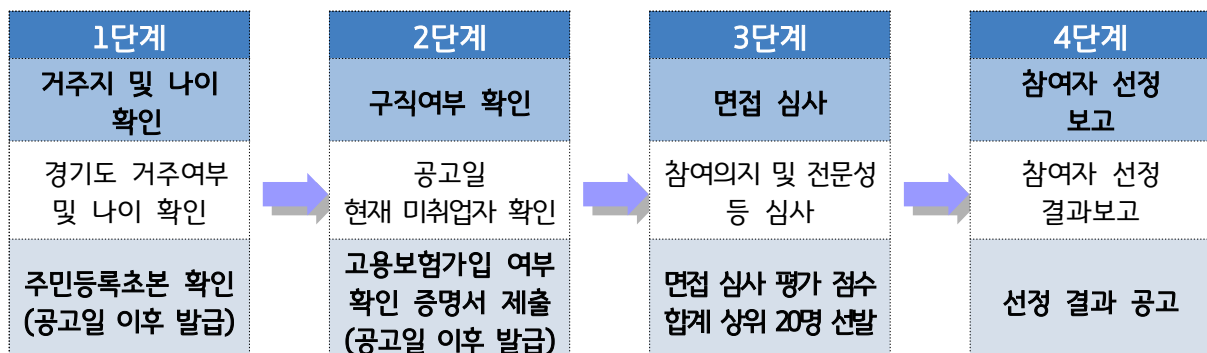 1단계
거주지 및 나이
확인
경기도 거주여부
및 나이 확인
주민등록초본 확인
(공고일 이후 발급)
2단계
구직여부 확인
공고일
현재 미취업자 확인
고용보험가입 여부
확인 증명서 제출
(공고일 이후 발급)
3단계
면접 심사
참여의지 및 전문성
등 심사
면접 심사 평가 점수
합계 상위 20명 선발
4단계
참여자 선정
보고
참여자 선정
결과보고
선정 결과 공고